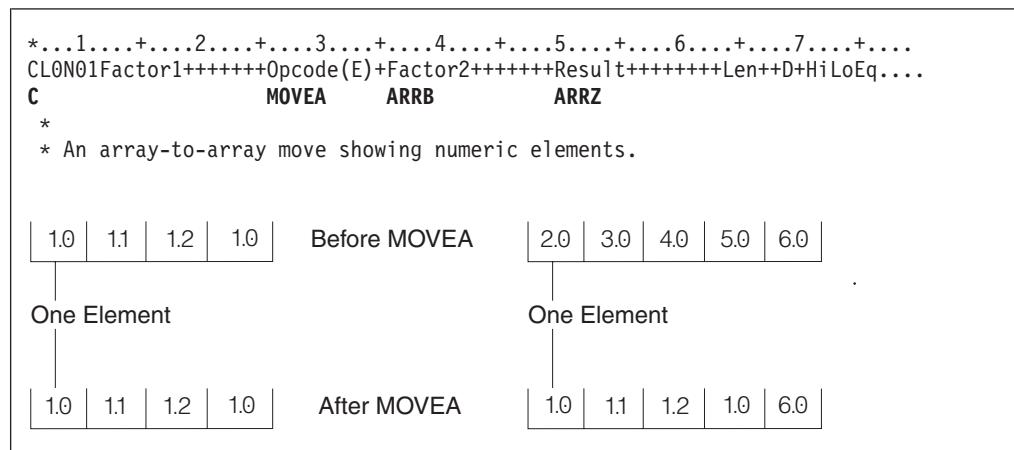 *...1....+....2....+....3....+....4....+....5....+....6....+....7....+....
CL0N01Factor1+++++++Opcode(E)+Factor2+++++++Result++++++++Len++D+HiLoEq....
C                    MOVEA     ARRB          ARRZ
 *
 * An array-to-array move showing numeric elements.
1.0 1.1 1.2 1.0 Before MOVEA 2.0 3.0 4.0 5.0 6.0
One Element One Element
1.0 1.1 1.2 1.0 After MOVEA 1.0 1.1 1.2 1.0 6.0